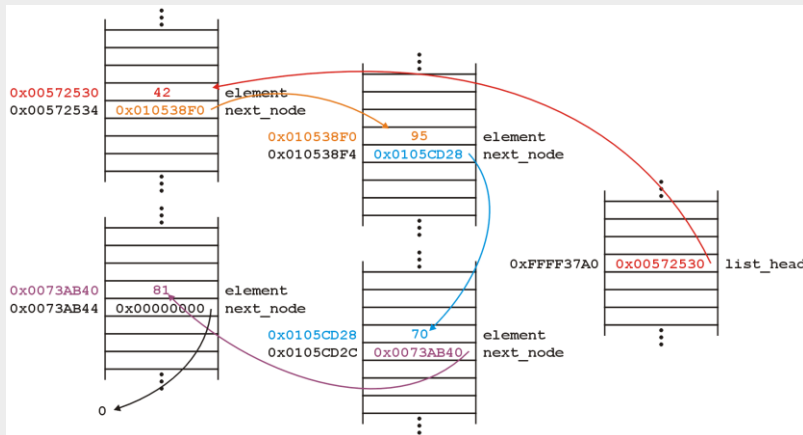 0x00572530 42 element
0x00572534 0x010538F0 next_node
0x010538F0 95 element
0x010538F4 0x0105CD28 next_node
0xFFFF37A0 0x00572530 list_head
0x0073AB40 81 element
0x0073AB44 0x00000000 next_node
0x0105CD28 70 element
0x0105CD2C 0x0073AB40 next_node
0